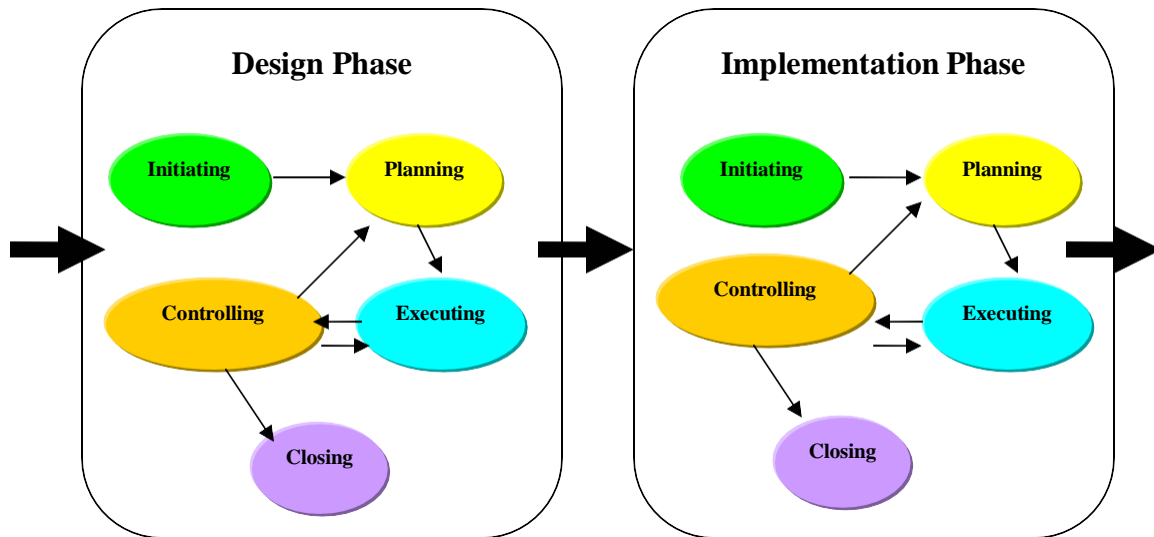 Design Phase
Initiating
Planning
Controlling
Executing
Closing
Implementation Phase
Initiating
Planning
Controlling
Executing
Closing